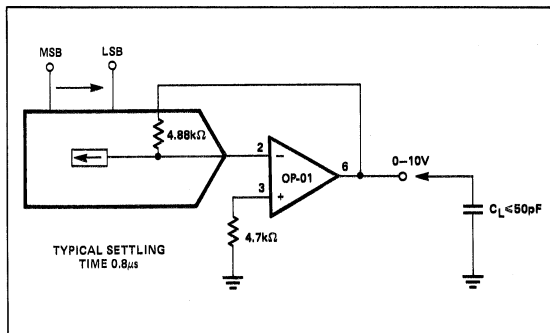 MSB
LSB
4.88kΩ
2
−
OP-01
6
3
+
0–10V
4.7kΩ
C_L ≤ 50pF
TYPICAL SETTLING
TIME 0.8μs